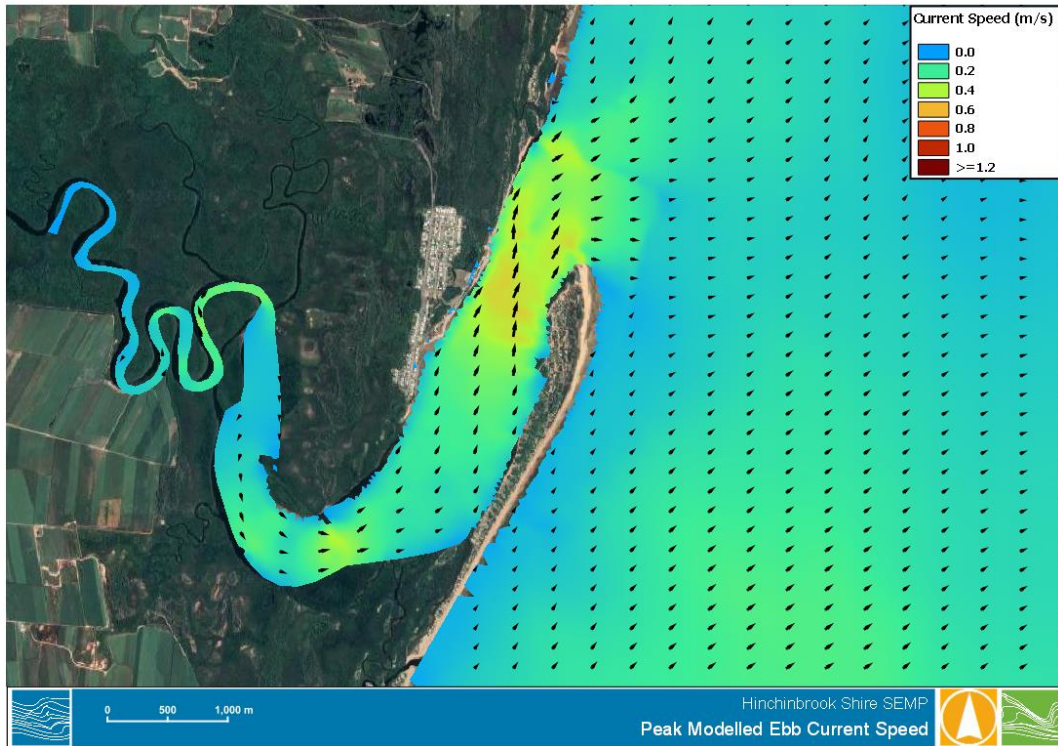 Current Speed (m/s)
0.0
0.2
0.4
0.6
0.8
1.0
>=1.2
0 500 1,000 m
Hinchinbrook Shire SEMP
Peak Modelled Ebb Current Speed